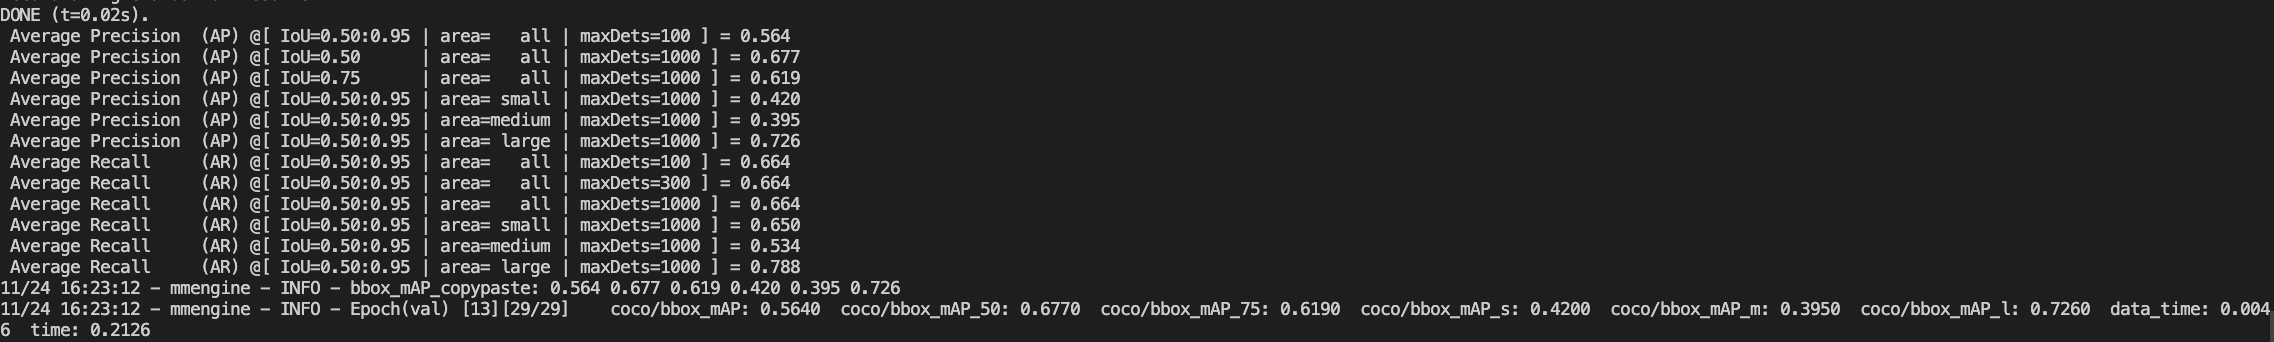 DONE (t=0.02s).
Average Precision  (AP) @[ IoU=0.50:0.95 | area=   all | maxDets=100 ] = 0.564
Average Precision  (AP) @[ IoU=0.50      | area=   all | maxDets=1000 ] = 0.677
Average Precision  (AP) @[ IoU=0.75      | area=   all | maxDets=1000 ] = 0.619
Average Precision  (AP) @[ IoU=0.50:0.95 | area= small | maxDets=1000 ] = 0.420
Average Precision  (AP) @[ IoU=0.50:0.95 | area=medium | maxDets=1000 ] = 0.395
Average Precision  (AP) @[ IoU=0.50:0.95 | area= large | maxDets=1000 ] = 0.726
Average Recall     (AR) @[ IoU=0.50:0.95 | area=   all | maxDets=100 ] = 0.664
Average Recall     (AR) @[ IoU=0.50:0.95 | area=   all | maxDets=300 ] = 0.664
Average Recall     (AR) @[ IoU=0.50:0.95 | area=   all | maxDets=1000 ] = 0.664
Average Recall     (AR) @[ IoU=0.50:0.95 | area= small | maxDets=1000 ] = 0.650
Average Recall     (AR) @[ IoU=0.50:0.95 | area=medium | maxDets=1000 ] = 0.534
Average Recall     (AR) @[ IoU=0.50:0.95 | area= large | maxDets=1000 ] = 0.788
11/24 16:23:12 - mmengine - INFO - bbox_mAP_copypaste: 0.564 0.677 0.619 0.420 0.395 0.726
11/24 16:23:12 - mmengine - INFO - Epoch(val) [13][29/29]    coco/bbox_mAP: 0.5640  coco/bbox_mAP_50: 0.6770  coco/bbox_mAP_75: 0.6190  coco/bbox_mAP_s: 0.4200  coco/bbox_mAP_m: 0.3950  coco/bbox_mAP_l: 0.7260  data_time: 0.004
6  time: 0.2126